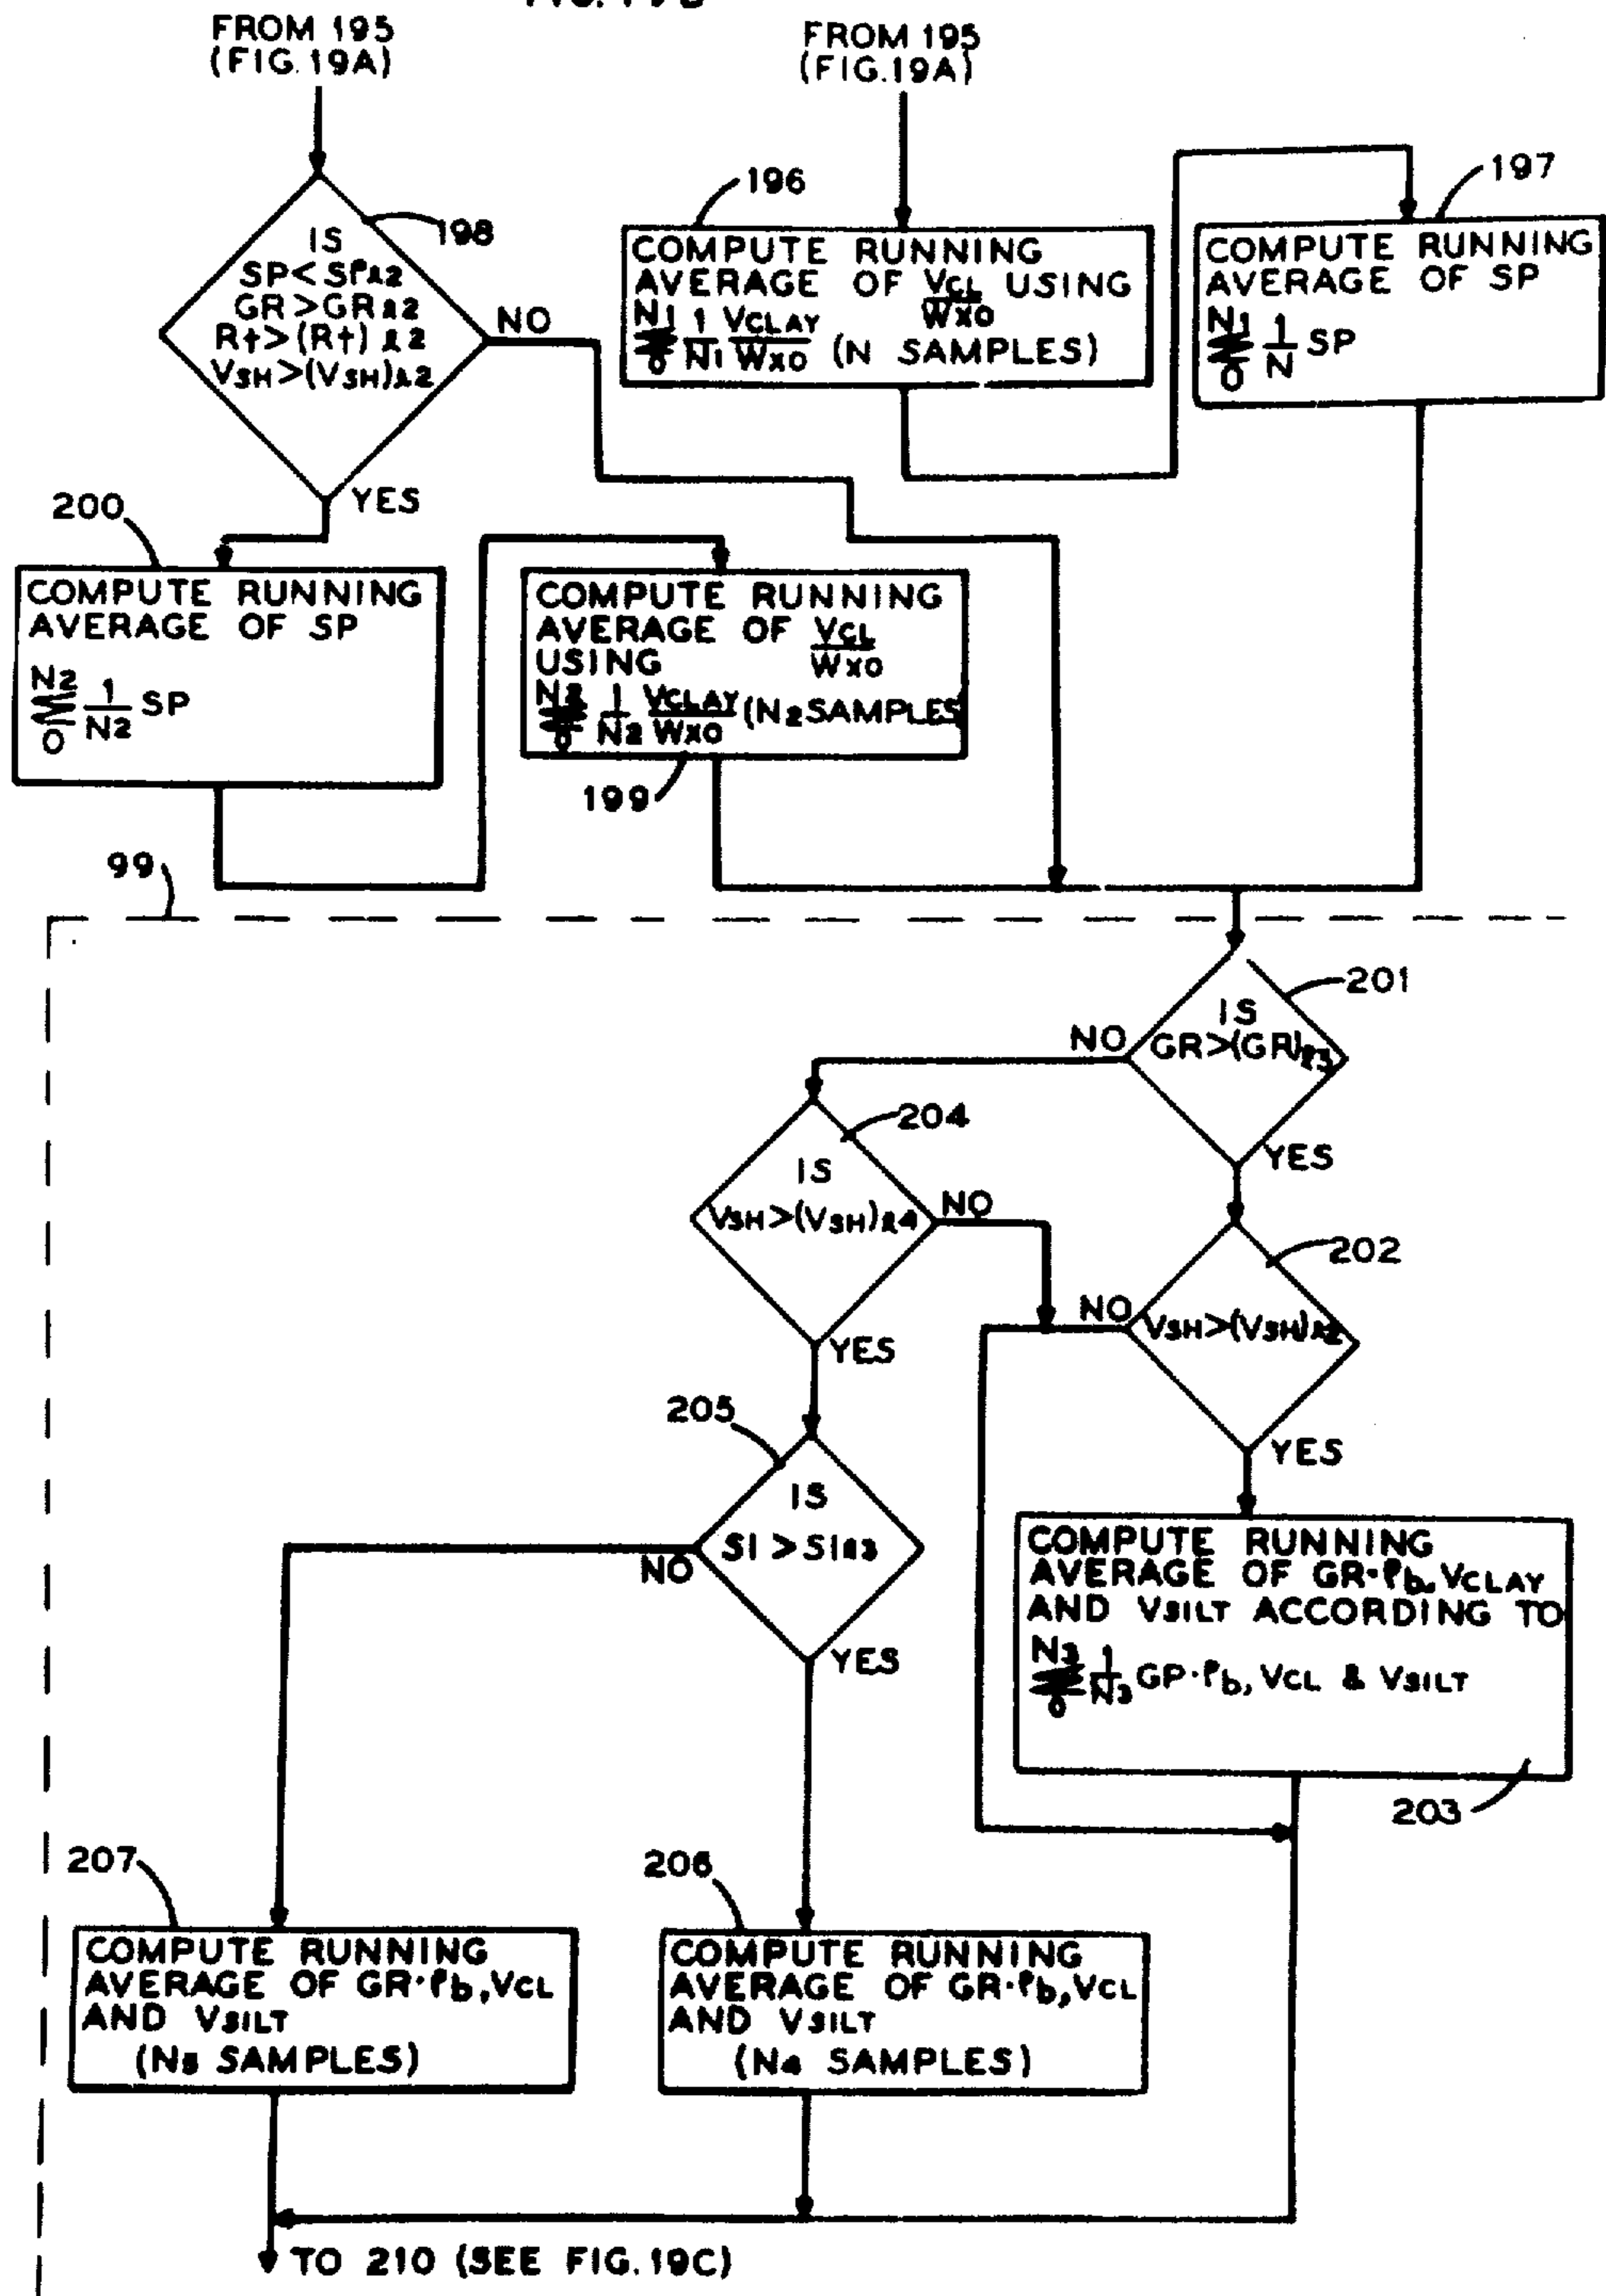 FROM 195
(FIG. 19A)
FROM 195
(FIG. 19A)
198
IS
SP<SPℓ2
GR>GRℓ2
Rt>(Rt)ℓ2
VSH>(VSH)ℓ2
NO
YES
196
COMPUTE RUNNING
AVERAGE OF VCL/WXO USING
N1 Σ 0 1/N1 VCLAY/WXO (N SAMPLES)
197
COMPUTE RUNNING
AVERAGE OF SP
N1 Σ 0 1/N SP
200
COMPUTE RUNNING
AVERAGE OF SP
N2 Σ 0 1/N2 SP
COMPUTE RUNNING
AVERAGE OF VCL/WXO
USING
N2 Σ 0 1/N2 VCLAY/WXO (N2 SAMPLES
199
99
201
IS
GR>(GR)ℓ3
NO
YES
204
IS
VSH>(VSH)ℓ4
NO
YES
202
VSH>(VSH)ℓ2
NO
YES
205
IS
SI>SIℓ3
NO
YES
COMPUTE RUNNING
AVERAGE OF GR·ρb, VCLAY
AND VSILT ACCORDING TO
N3 Σ 0 1/N3 GP·ρb, VCL & VSILT
203
207
COMPUTE RUNNING
AVERAGE OF GR·ρb, VCL
AND VSILT
(N5 SAMPLES)
206
COMPUTE RUNNING
AVERAGE OF GR·ρb, VCL
AND VSILT
(N4 SAMPLES)
TO 210 (SEE FIG. 19C)